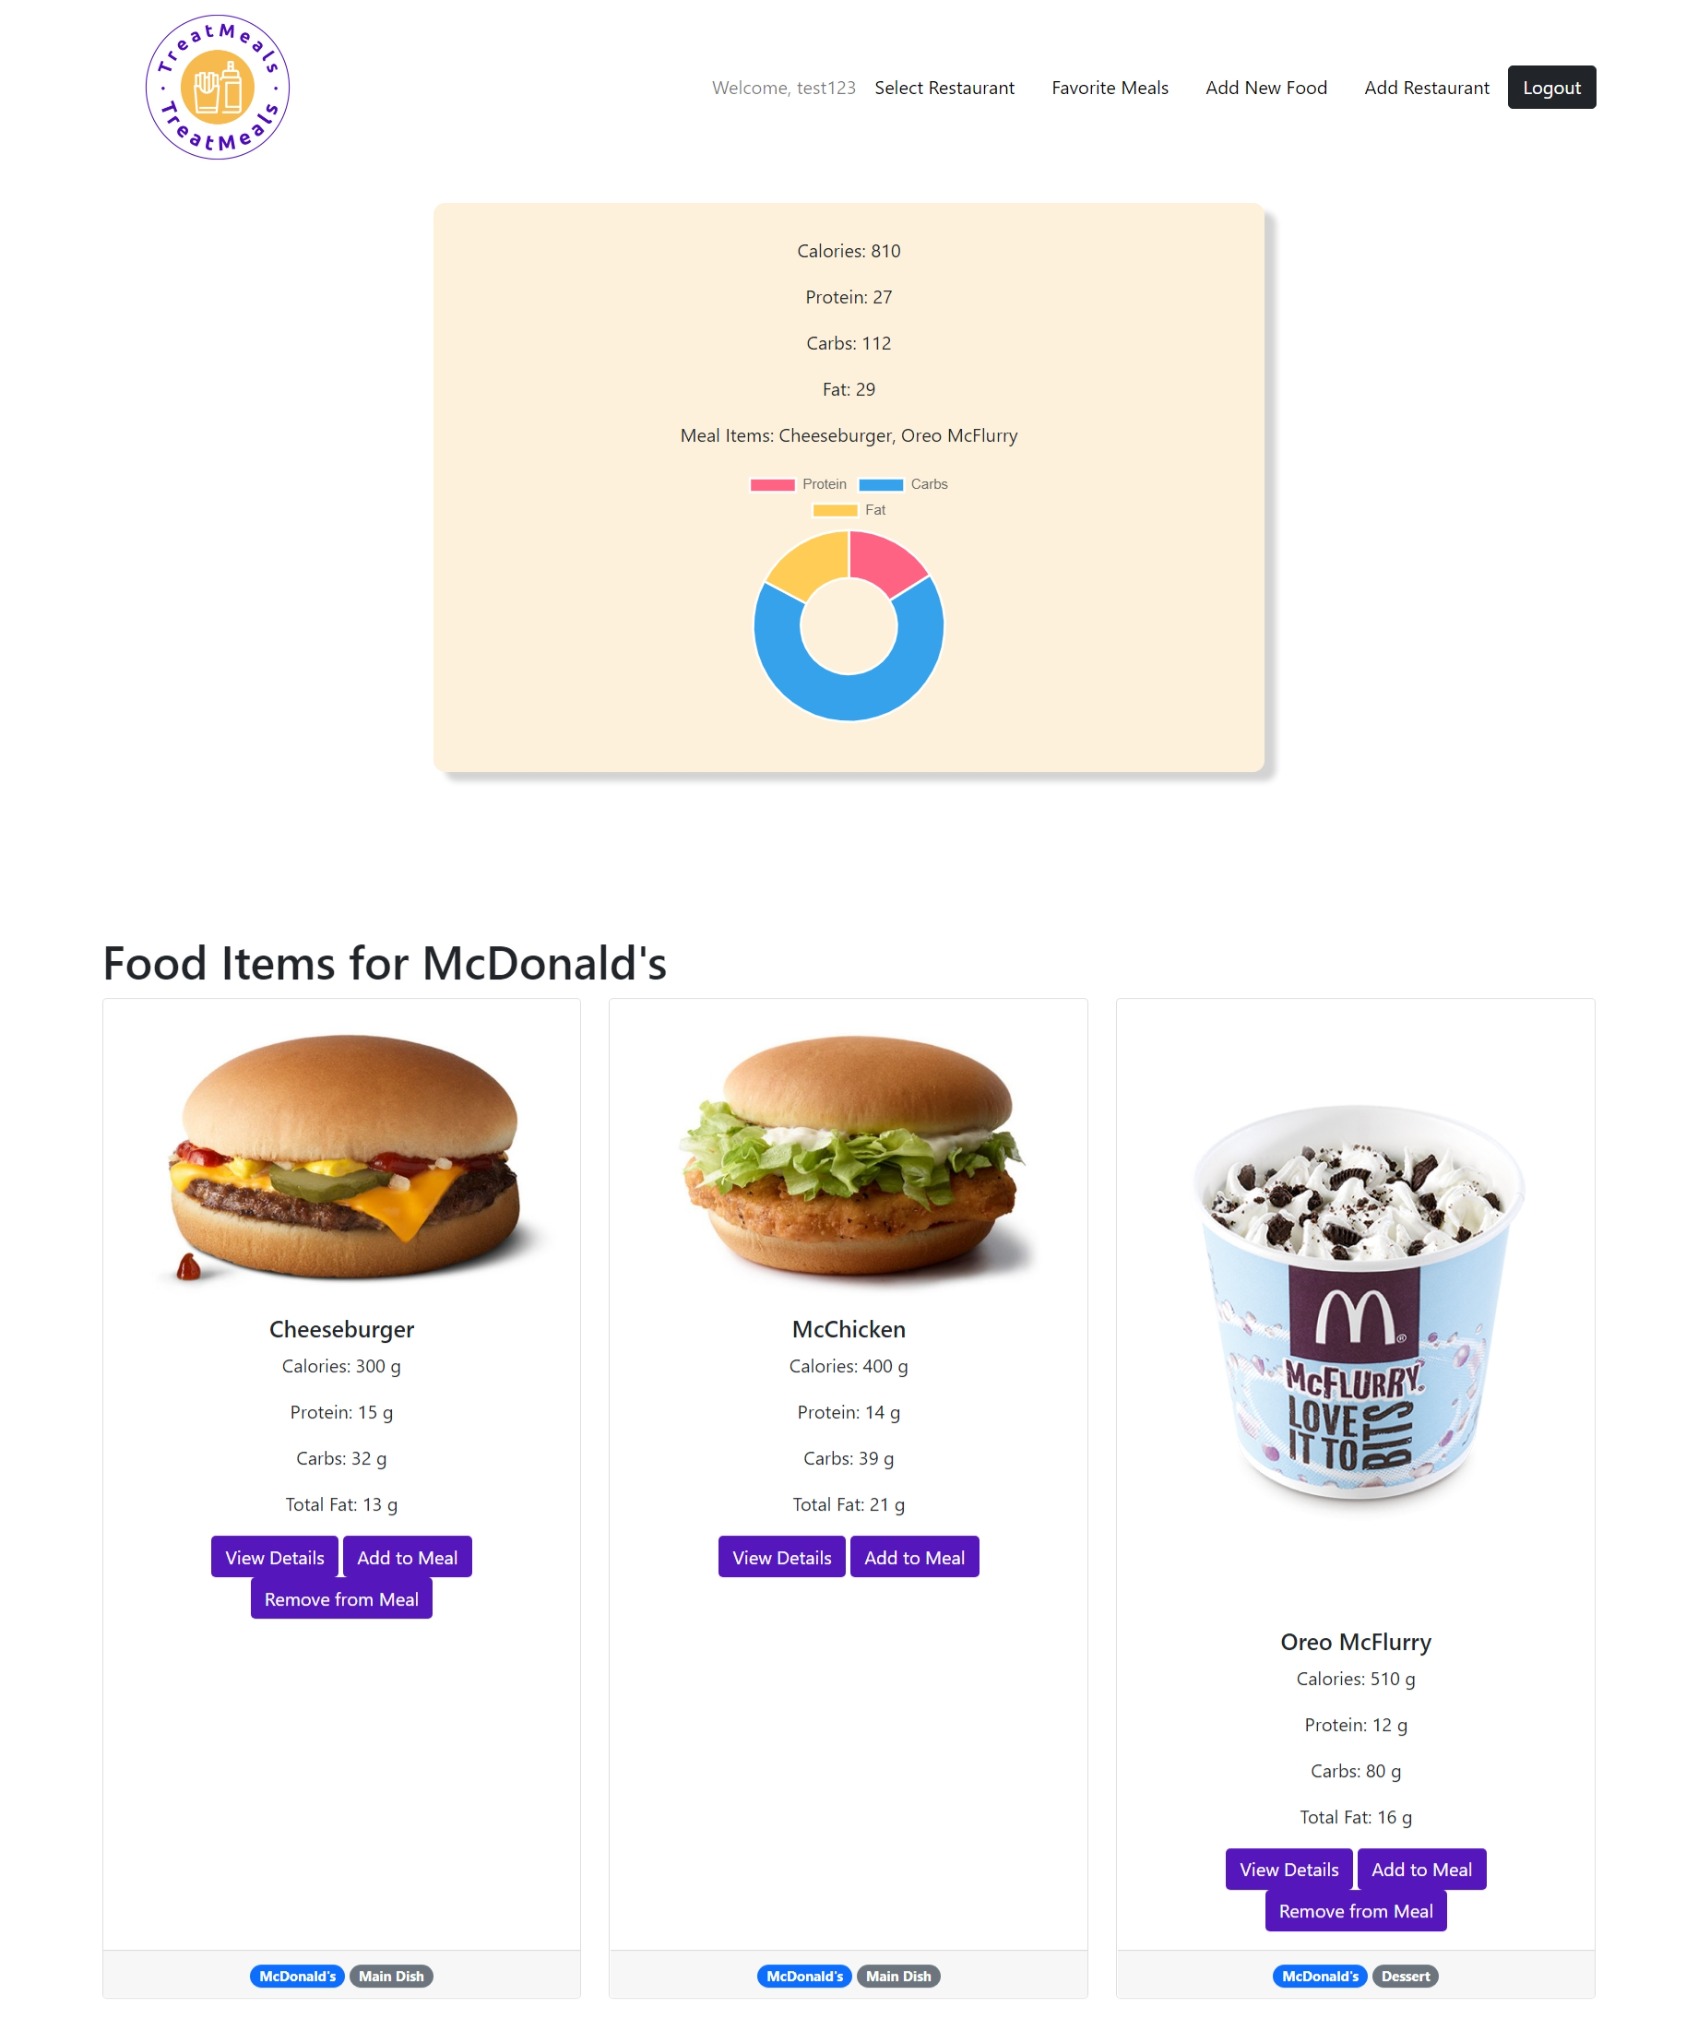 · TreatMeals ·
TreatMeals
Welcome, test123 Select Restaurant Favorite Meals Add New Food Add Restaurant Logout
Calories: 810
Protein: 27
Carbs: 112
Fat: 29
Meal Items: Cheeseburger, Oreo McFlurry
Protein Carbs
Fat
Food Items for McDonald's
Cheeseburger
Calories: 300 g
Protein: 15 g
Carbs: 32 g
Total Fat: 13 g
View Details Add to Meal
Remove from Meal
McDonald's Main Dish
McChicken
Calories: 400 g
Protein: 14 g
Carbs: 39 g
Total Fat: 21 g
View Details Add to Meal
McDonald's Main Dish
M®
McFLURRY®
LOVE
IT TO
BITS
Oreo McFlurry
Calories: 510 g
Protein: 12 g
Carbs: 80 g
Total Fat: 16 g
View Details Add to Meal
Remove from Meal
McDonald's Dessert